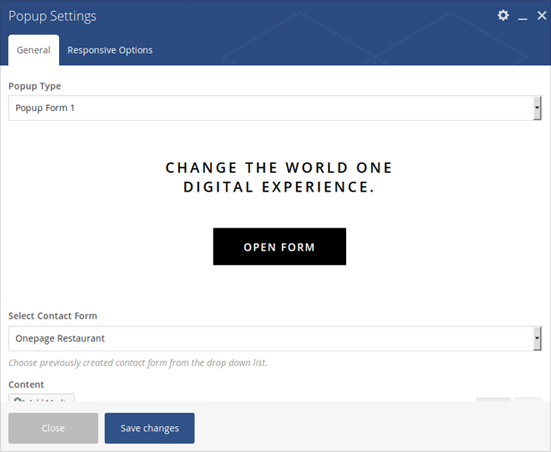 Popup Settings
General Responsive Options
Popup Type
Popup Form 1
CHANGE THE WORLD ONE
DIGITAL EXPERIENCE.
OPEN FORM
Select Contact Form
Onepage Restaurant
Choose previously created contact form from the drop down list.
Content
Close Save changes